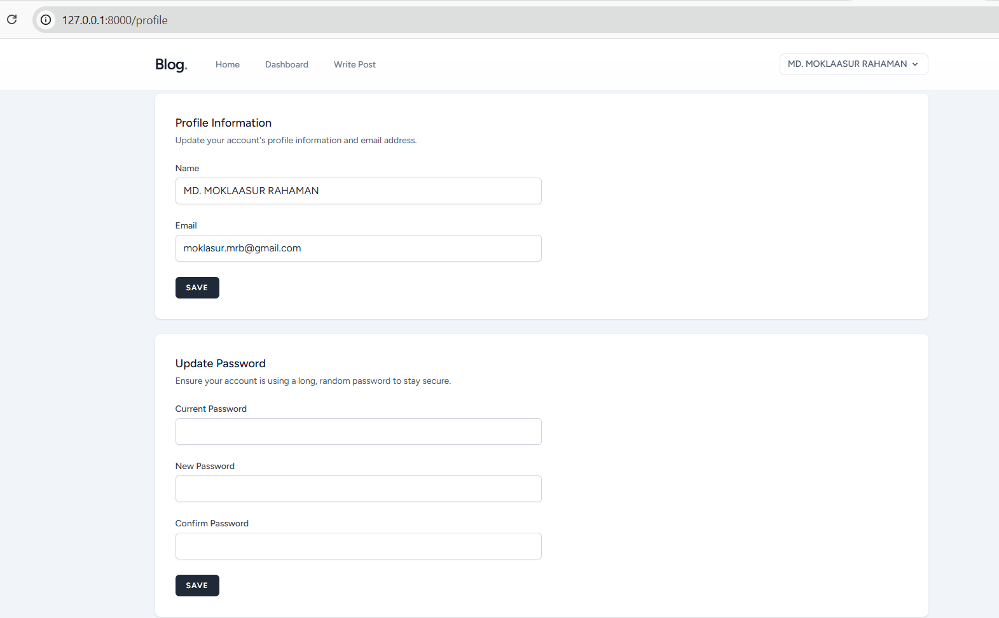 127.0.0.1:8000/profile
Blog. Home Dashboard Write Post MD. MOKLAASUR RAHAMAN
Profile Information
Update your account's profile information and email address.
Name
MD. MOKLAASUR RAHAMAN
Email
moklasur.mrb@gmail.com
SAVE
Update Password
Ensure your account is using a long, random password to stay secure.
Current Password
New Password
Confirm Password
SAVE